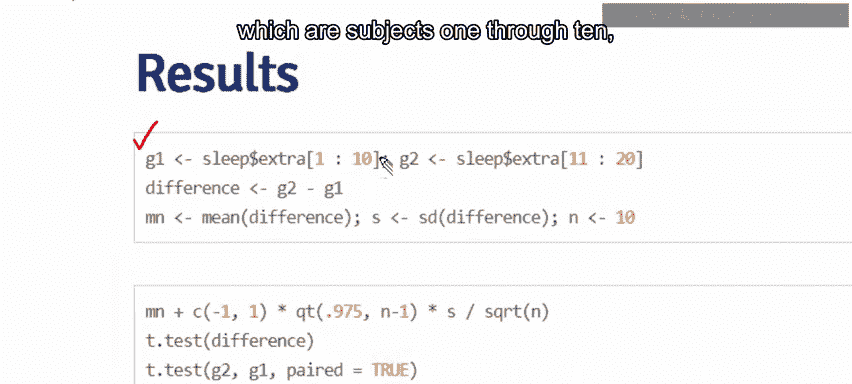 which are subjects one through ten,
Results
g1 <- sleep$extra[1 : 10]; g2 <- sleep$extra[11 : 20]
difference <- g2 - g1
mn <- mean(difference); s <- sd(difference); n <- 10
mn + c(-1, 1) * qt(.975, n-1) * s / sqrt(n)
t.test(difference)
t.test(g2, g1, paired = TRUE)